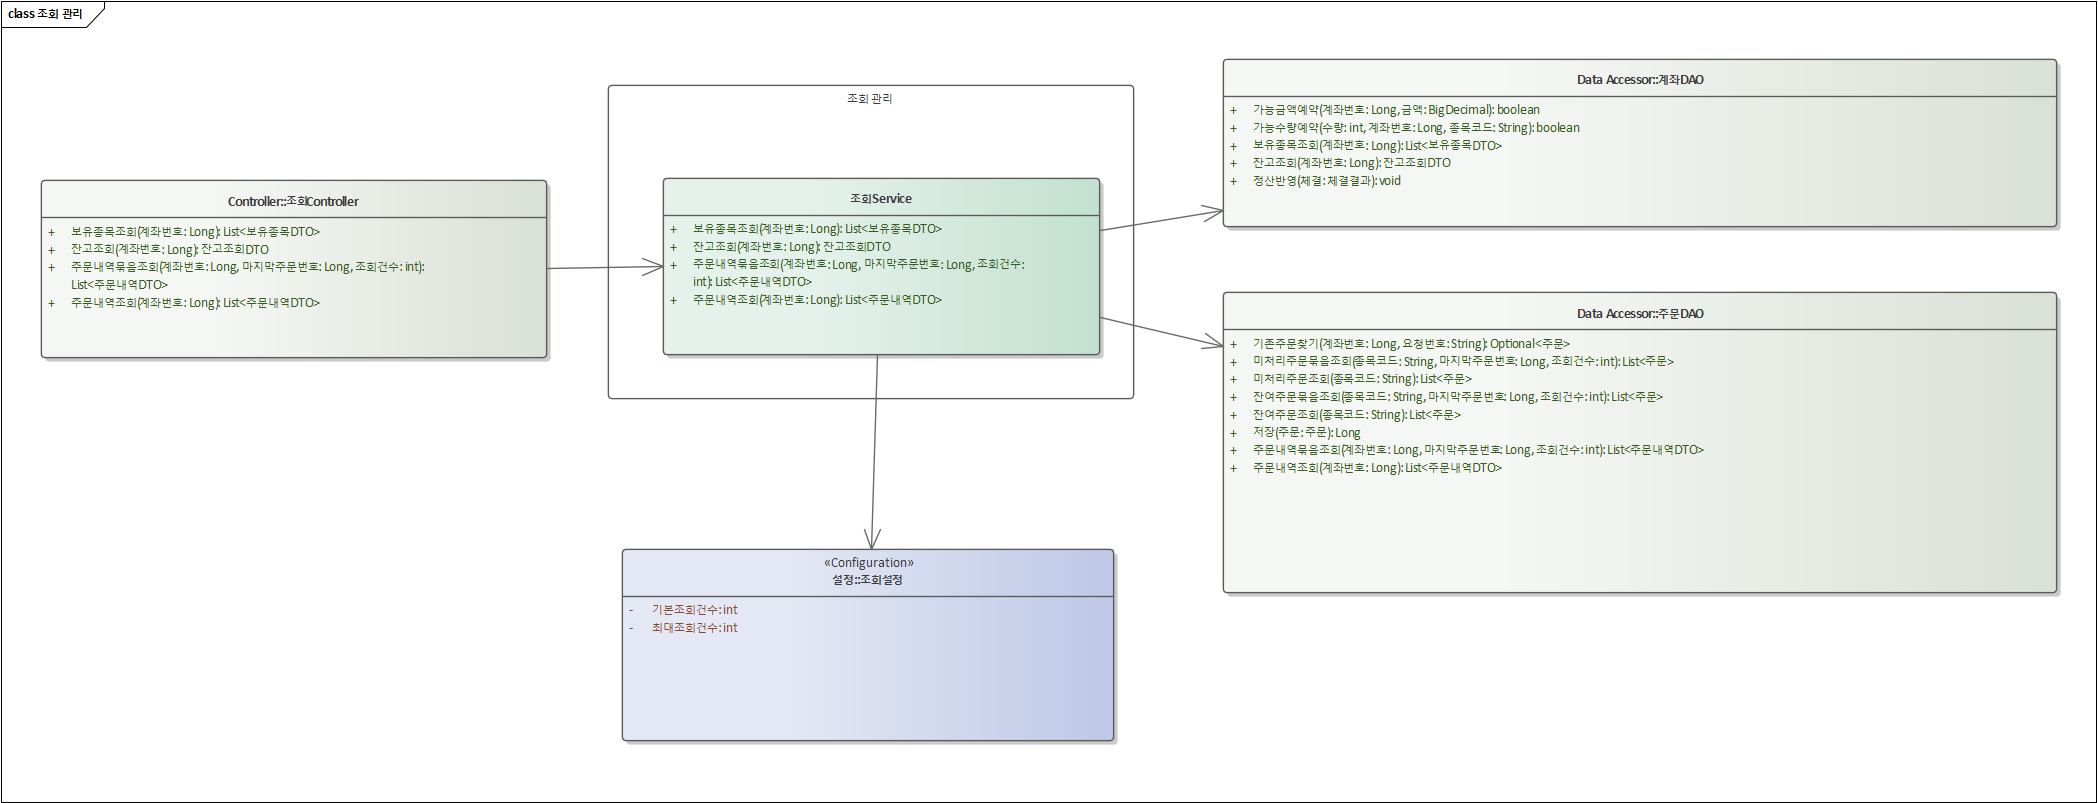 class 조회 관리
Controller::조회Controller
+ 보유종목조회(계좌번호: Long): List<보유종목DTO>
+ 잔고조회(계좌번호: Long): 잔고조회DTO
+ 주문내역묶음조회(계좌번호: Long, 마지막주문번호: Long, 조회건수: int):
List<주문내역DTO>
+ 주문내역조회(계좌번호: Long): List<주문내역DTO>
조회 관리
조회Service
+ 보유종목조회(계좌번호: Long): List<보유종목DTO>
+ 잔고조회(계좌번호: Long): 잔고조회DTO
+ 주문내역묶음조회(계좌번호: Long, 마지막주문번호: Long, 조회건수:
int): List<주문내역DTO>
+ 주문내역조회(계좌번호: Long): List<주문내역DTO>
«Configuration»
설정::조회설정
- 기본조회건수: int
- 최대조회건수: int
Data Accessor::계좌DAO
+ 가능금액예약(계좌번호: Long, 금액: BigDecimal): boolean
+ 가능수량예약(수량: int, 계좌번호: Long, 종목코드: String): boolean
+ 보유종목조회(계좌번호: Long): List<보유종목DTO>
+ 잔고조회(계좌번호: Long): 잔고조회DTO
+ 정산반영(체결: 체결결과): void
Data Accessor::주문DAO
+ 기존주문찾기(계좌번호: Long, 요청번호: String): Optional<주문>
+ 미처리주문묶음조회(종목코드: String, 마지막주문번호: Long, 조회건수: int): List<주문>
+ 미처리주문조회(종목코드: String): List<주문>
+ 잔여주문묶음조회(종목코드: String, 마지막주문번호: Long, 조회건수: int): List<주문>
+ 잔여주문조회(종목코드: String): List<주문>
+ 저장(주문: 주문): Long
+ 주문내역묶음조회(계좌번호: Long, 마지막주문번호: Long, 조회건수: int): List<주문내역DTO>
+ 주문내역조회(계좌번호: Long): List<주문내역DTO>